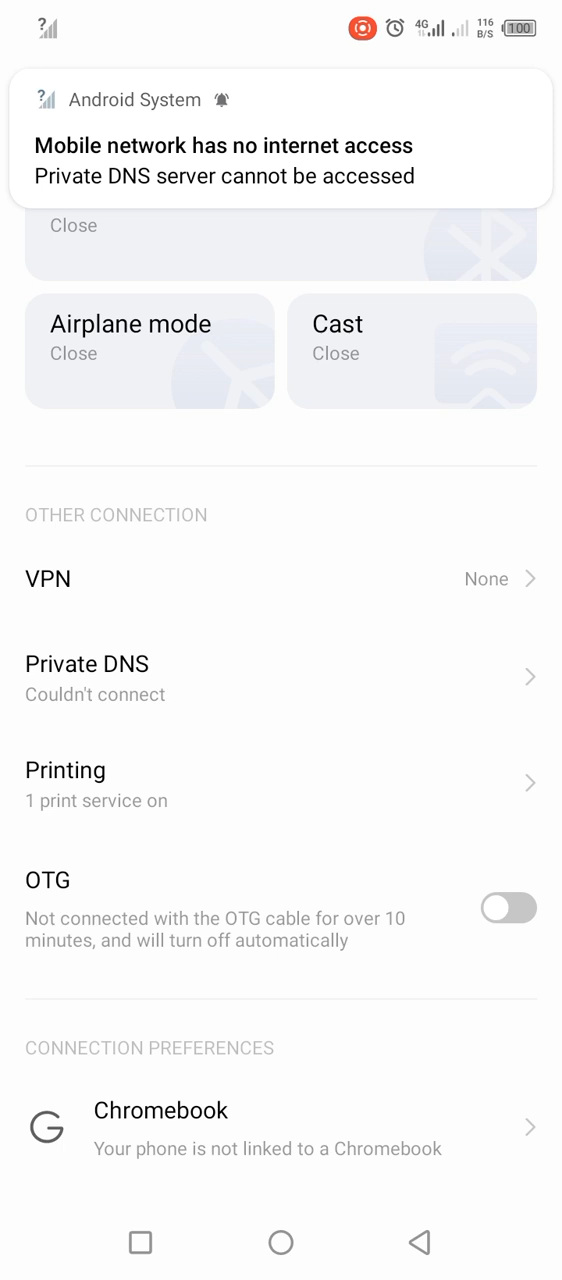 ?
4G
116
B/S
100
? Android System
Mobile network has no internet access
Private DNS server cannot be accessed
Close
Airplane mode
Close
Cast
Close
OTHER CONNECTION
VPN
None
Private DNS
Couldn't connect
Printing
1 print service on
OTG
Not connected with the OTG cable for over 10
minutes, and will turn off automatically
CONNECTION PREFERENCES
G
Chromebook
Your phone is not linked to a Chromebook